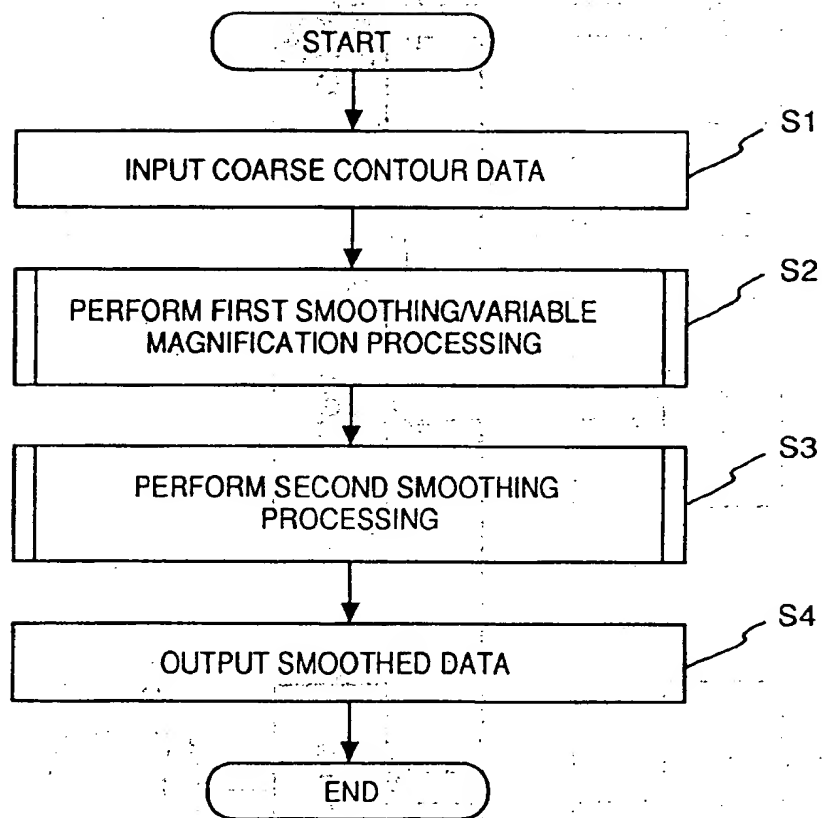 START
S1
INPUT COARSE CONTOUR DATA
S2
PERFORM FIRST SMOOTHING/VARIABLE
MAGNIFICATION PROCESSING
S3
PERFORM SECOND SMOOTHING
PROCESSING
S4
OUTPUT SMOOTHED DATA
END